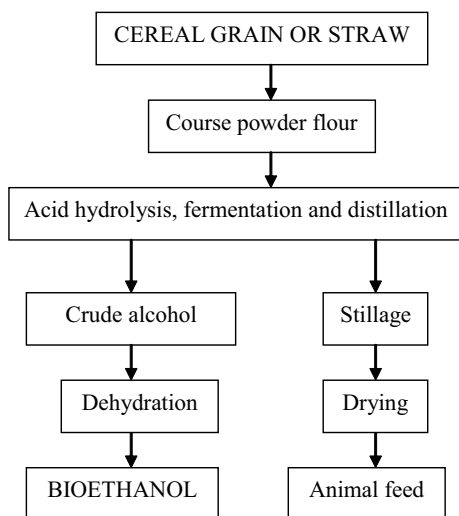 CEREAL GRAIN OR STRAW
Course powder flour
Acid hydrolysis, fermentation and distillation
Crude alcohol
Stillage
Dehydration
Drying
BIOETHANOL
Animal feed